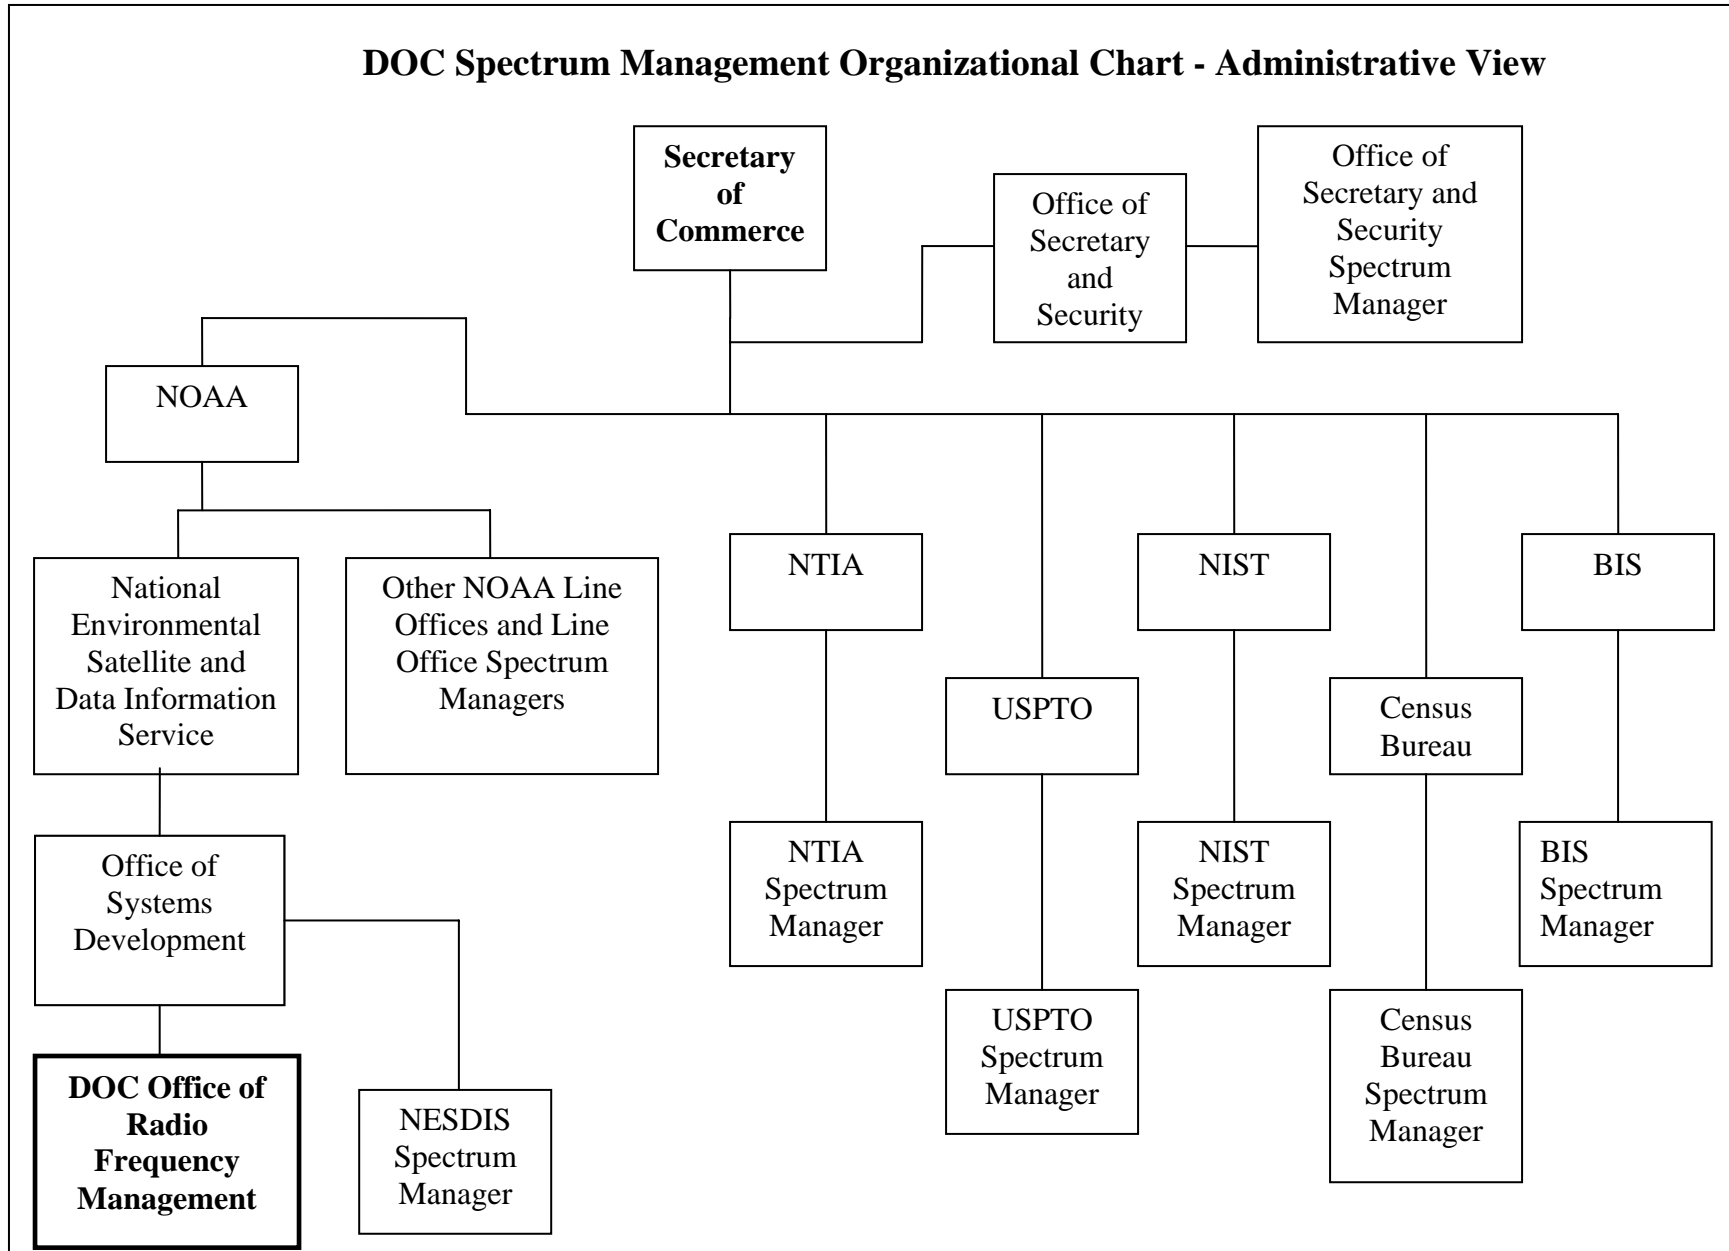 DOC Spectrum Management Organizational Chart - Administrative View
Secretary
of
Commerce
Office of
Secretary
and
Security
Office of
Secretary and
Security
Spectrum
Manager
NOAA
National
Environmental
Satellite and
Data Information
Service
Other NOAA Line
Offices and Line
Office Spectrum
Managers
NTIA
USPTO
NIST
Census
Bureau
BIS
Office of
Systems
Development
NTIA
Spectrum
Manager
NIST
Spectrum
Manager
BIS
Spectrum
Manager
DOC Office of
Radio
Frequency
Management
NESDIS
Spectrum
Manager
USPTO
Spectrum
Manager
Census
Bureau
Spectrum
Manager